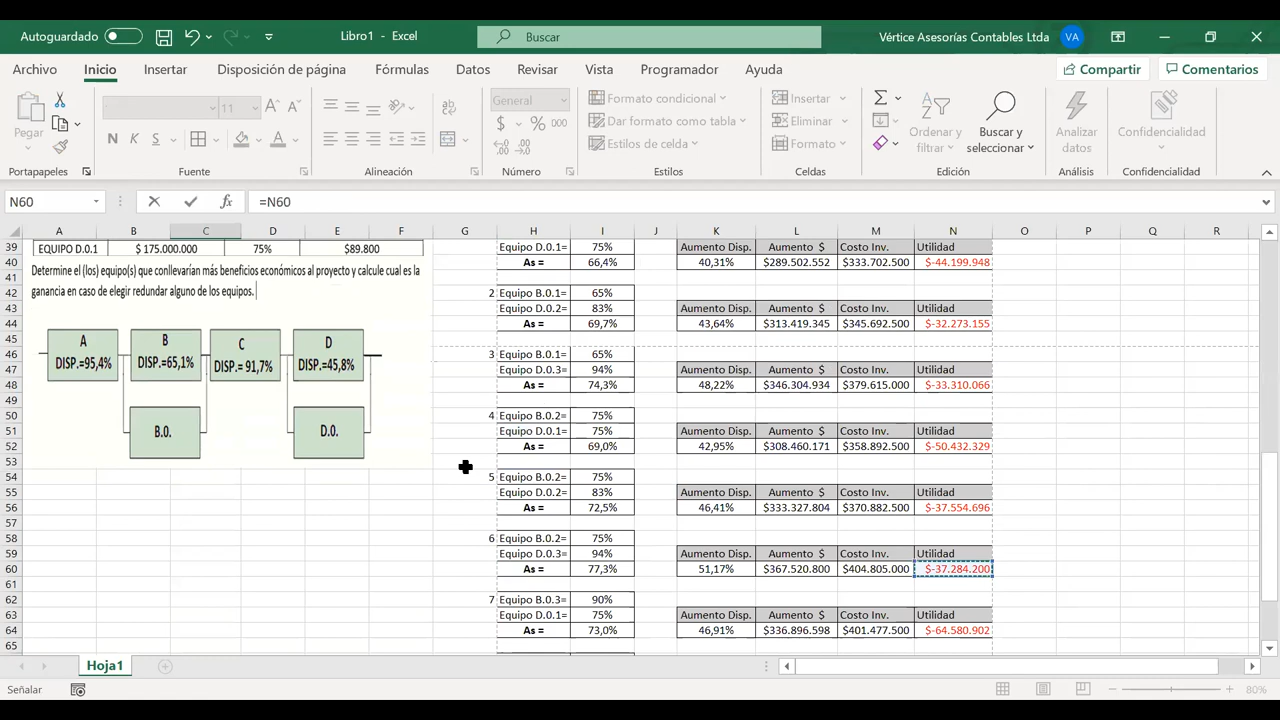 Autoguardado
Libro1 - Excel
Buscar
Vértice Asesorías Contables Ltda
VA
Archivo Inicio Insertar Disposición de página Fórmulas Datos Revisar Vista Programador Ayuda Compartir Comentarios
Pegar
11
General
N K S
$ % 000
Formato condicional
Dar formato como tabla
Estilos de celda
Insertar
Eliminar
Formato
Ordenar y filtrar
Buscar y seleccionar
Analizar datos
Confidencialidad
Portapapeles Fuente Alineación Número Estilos Celdas Edición Análisis Confidencialidad
N60 =N60
A B C D E F G H I J K L M N O P Q R
39 EQUIPO D.0.1 $ 175.000.000 75% $89.800 Equipo D.0.1= 75% Aumento Disp. Aumento $ Costo Inv. Utilidad
40 As = 66,4% 40,31% $289.502.552 $333.702.500 $-44.199.948
Determine el (los) equipo(s) que conllevarían más beneficios económicos al proyecto y calcule cual es la
ganancia en caso de elegir redundar alguno de los equipos.
41
42 2 Equipo B.0.1= 65%
43 Equipo D.0.2= 83% Aumento Disp. Aumento $ Costo Inv. Utilidad
44 As = 69,7% 43,64% $313.419.345 $345.692.500 $-32.273.155
45
46 3 Equipo B.0.1= 65%
47 Equipo D.0.3= 94% Aumento Disp. Aumento $ Costo Inv. Utilidad
48 As = 74,3% 48,22% $346.304.934 $379.615.000 $-33.310.066
49
50 4 Equipo B.0.2= 75%
51 Equipo D.0.1= 75% Aumento Disp. Aumento $ Costo Inv. Utilidad
52 As = 69,0% 42,95% $308.460.171 $358.892.500 $-50.432.329
53
54 5 Equipo B.0.2= 75%
55 Equipo D.0.2= 83% Aumento Disp. Aumento $ Costo Inv. Utilidad
56 As = 72,5% 46,41% $333.327.804 $370.882.500 $-37.554.696
57
58 6 Equipo B.0.2= 75%
59 Equipo D.0.3= 94% Aumento Disp. Aumento $ Costo Inv. Utilidad
60 As = 77,3% 51,17% $367.520.800 $404.805.000 $-37.284.200
61
62 7 Equipo B.0.3= 90%
63 Equipo D.0.1= 75% Aumento Disp. Aumento $ Costo Inv. Utilidad
64 As = 73,0% 46,91% $336.896.598 $401.477.500 $-64.580.902
65
A
DISP.=95,4%
B
DISP.=65,1%
C
DISP.= 91,7%
D
DISP.=45,8%
B.0.
D.0.
Hoja1
Señalar
80%